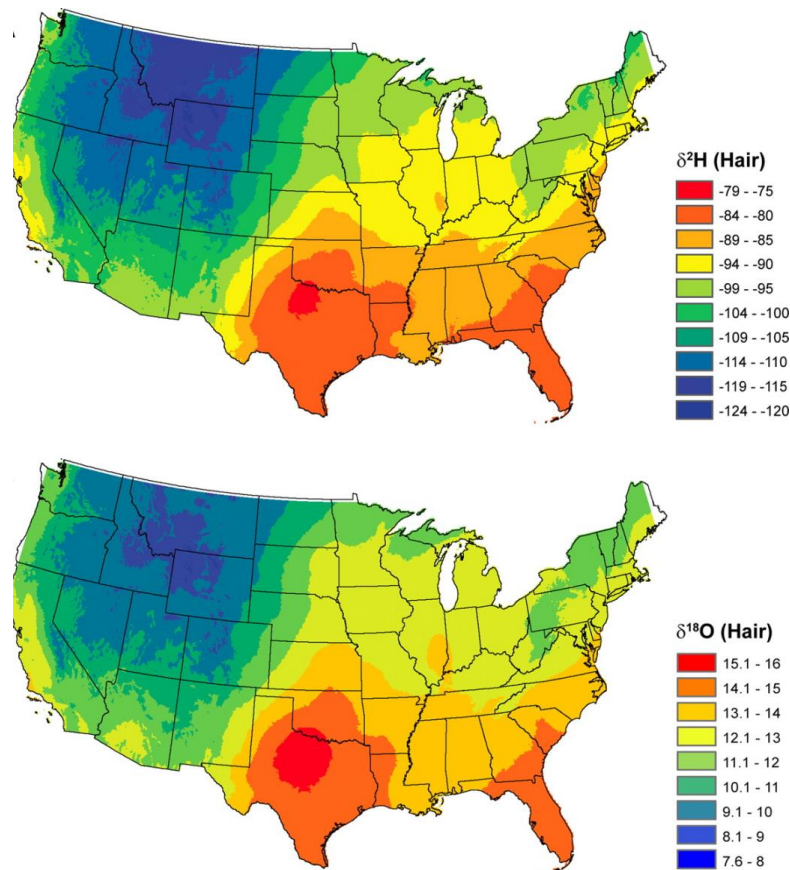 A
δ²H (Hair)
-79 - -75
-84 - -80
-89 - -85
-94 - -90
-99 - -95
-104 - -100
-109 - -105
-114 - -110
-119 - -115
-124 - -120
δ¹⁸O (Hair)
15.1 - 16
14.1 - 15
13.1 - 14
12.1 - 13
11.1 - 12
10.1 - 11
9.1 - 10
8.1 - 9
7.6 - 8